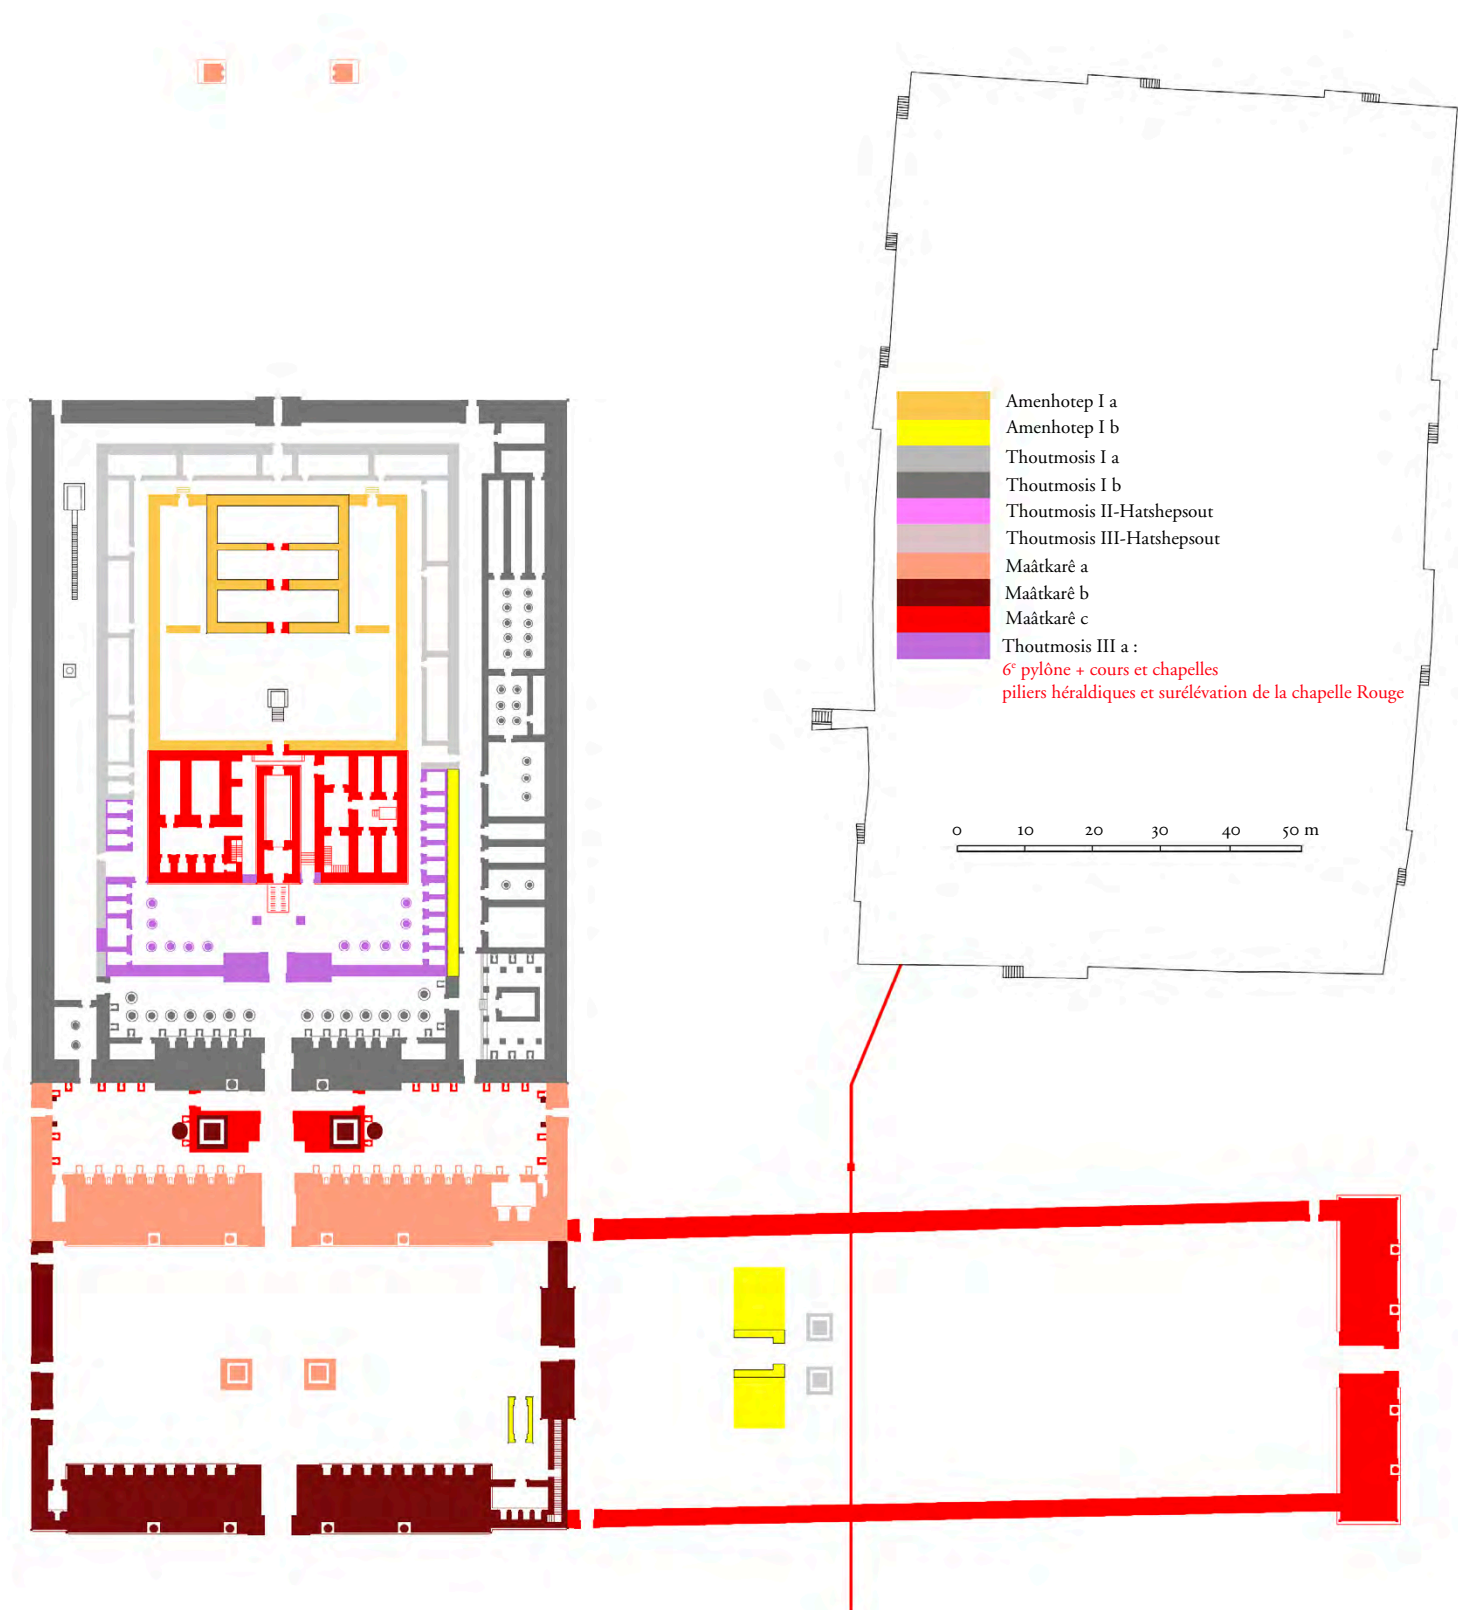 Amenhotep I a
Amenhotep I b
Thoutmosis I a
Thoutmosis I b
Thoutmosis II-Hatshepsout
Thoutmosis III-Hatshepsout
Maâtkarê a
Maâtkarê b
Maâtkarê c
Thoutmosis III a :
6e pylône + cours et chapelles
piliers héraldiques et surélévation de la chapelle Rouge
0 10 20 30 40 50 m